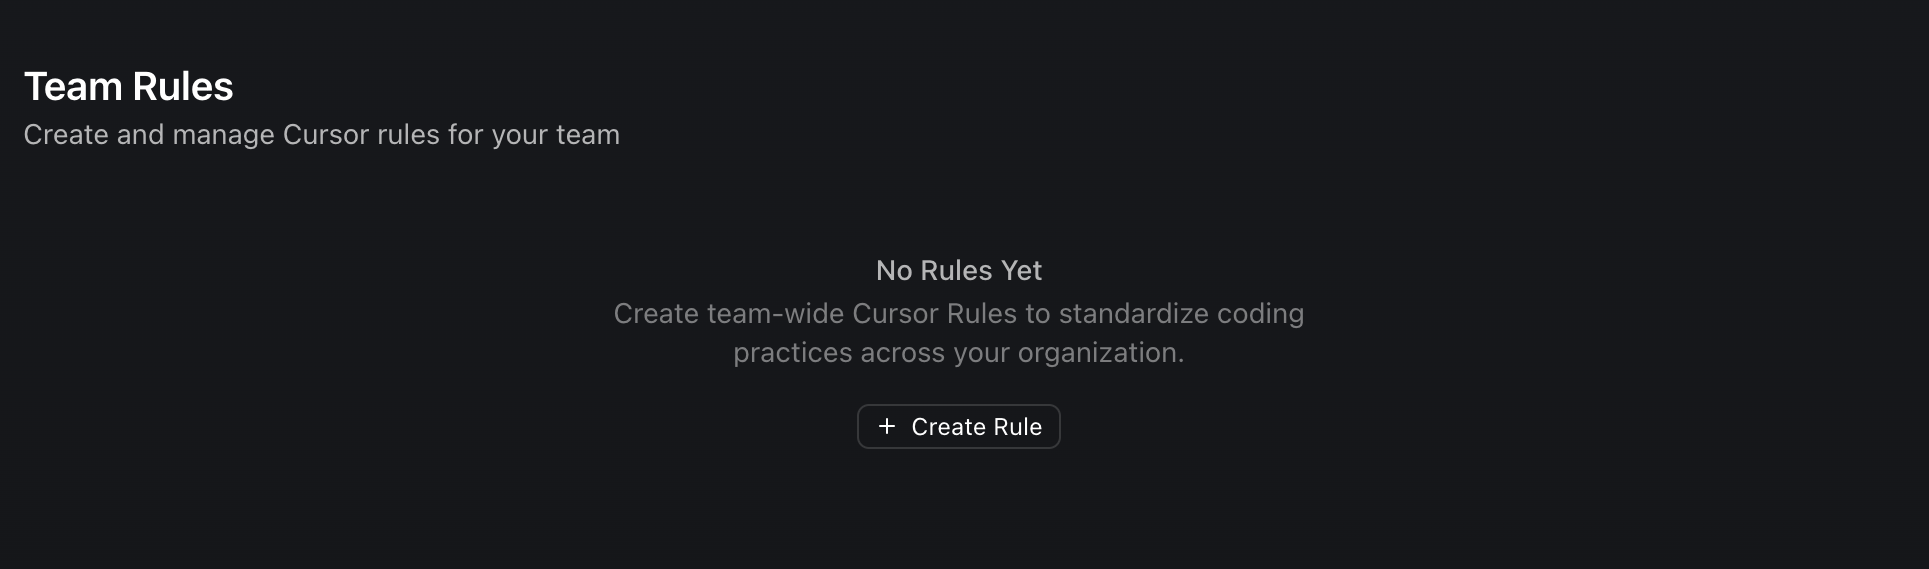 Team Rules
Create and manage Cursor rules for your team
No Rules Yet
Create team-wide Cursor Rules to standardize coding
practices across your organization.
+ Create Rule